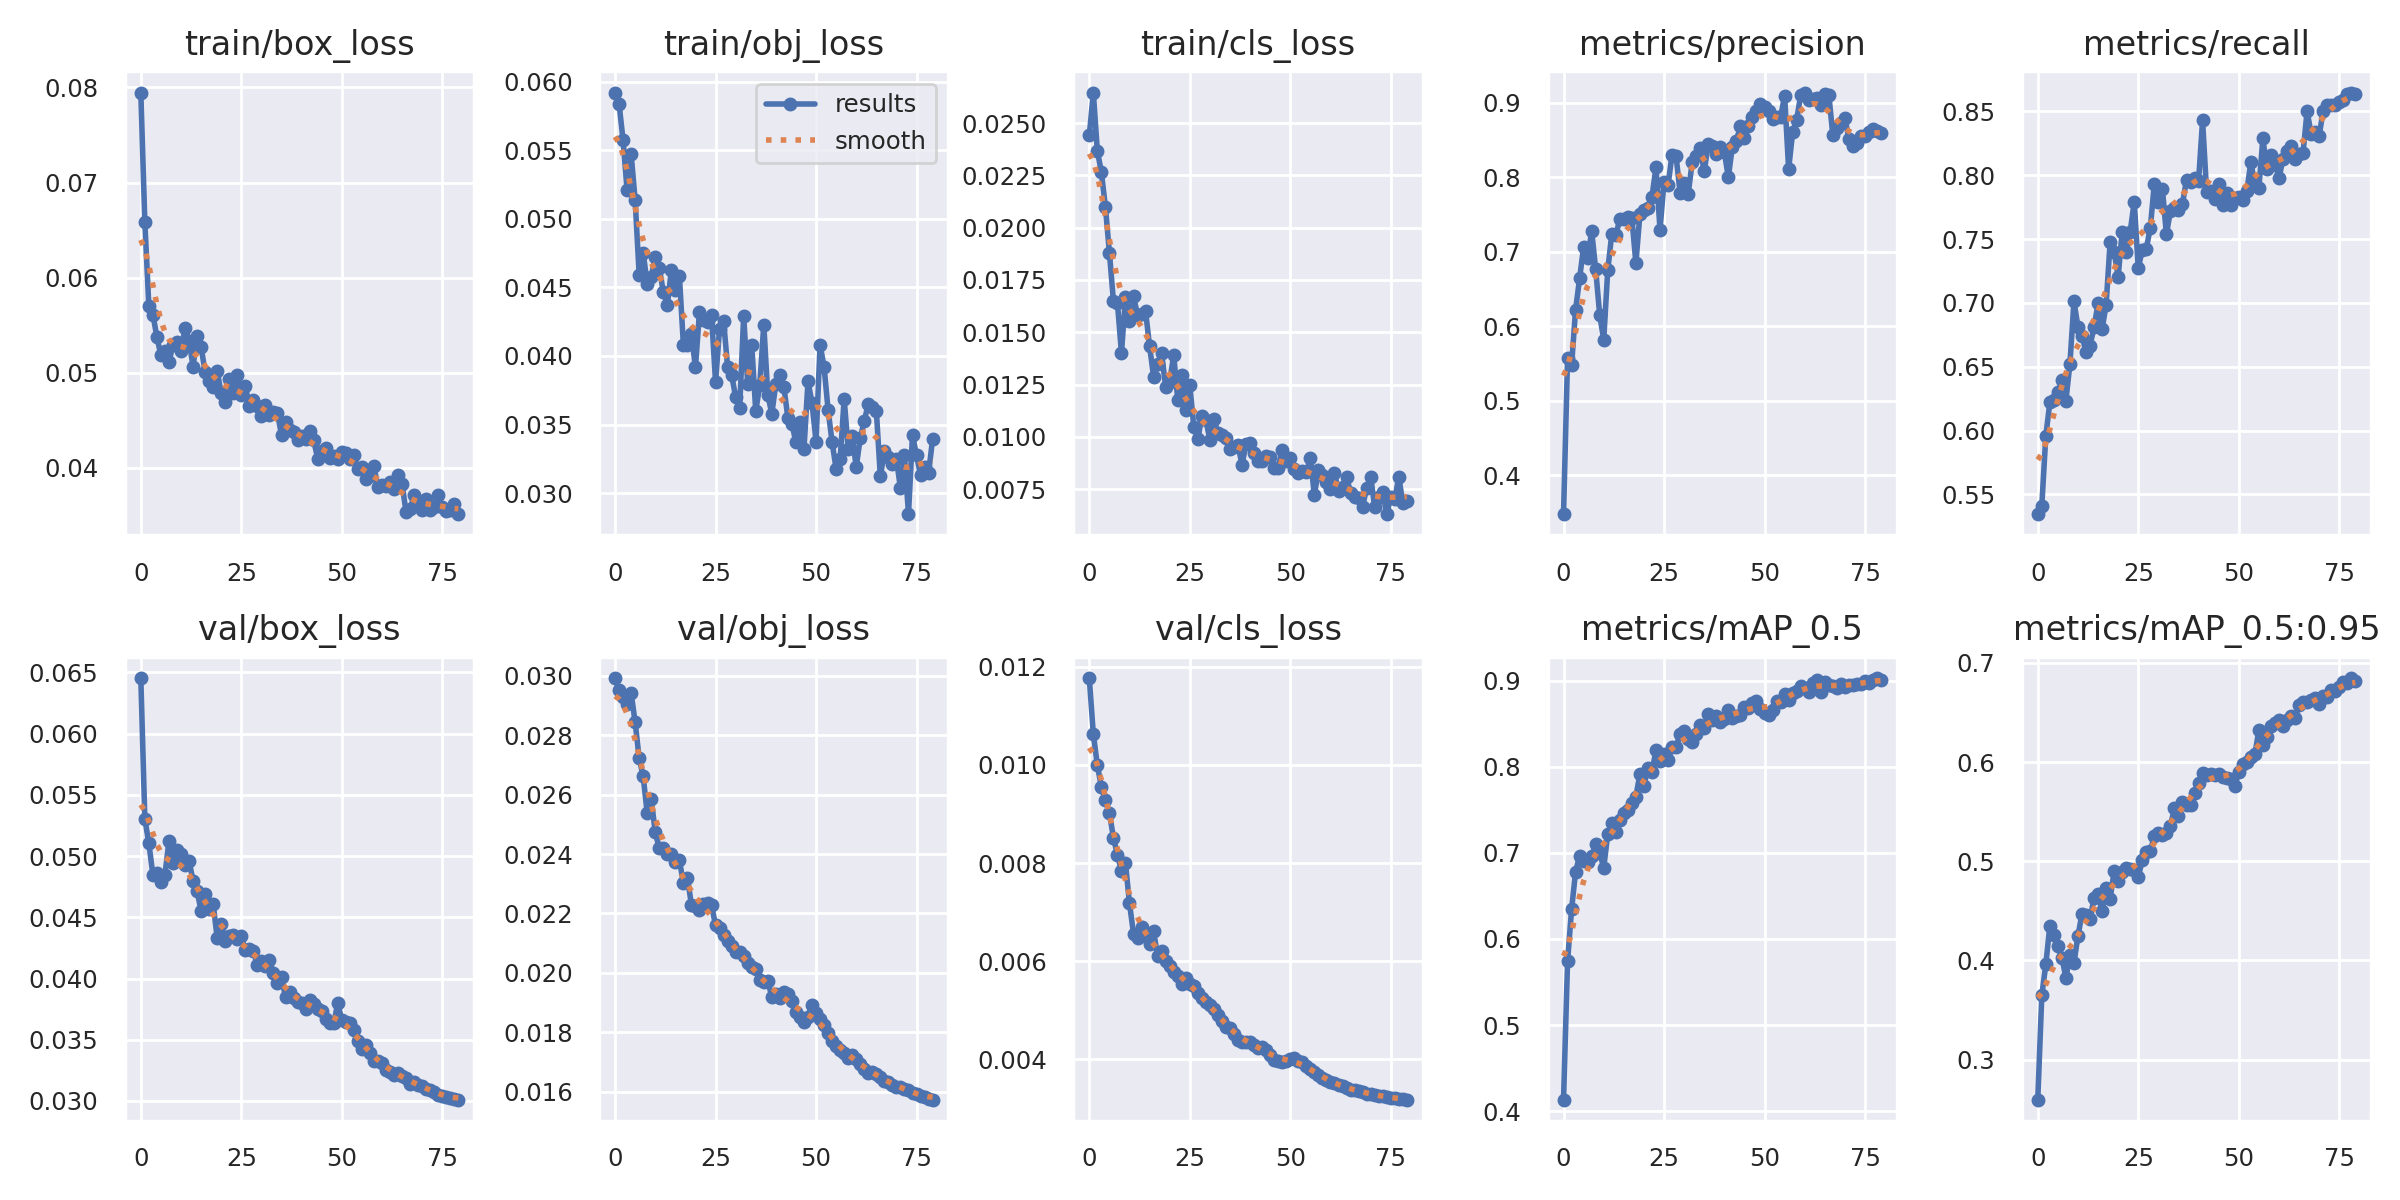 train/box_loss
0.08
0.07
0.06
0.05
0.04
0 25 50 75
train/obj_loss
results
smooth
0.060
0.055
0.050
0.045
0.040
0.035
0.030
0 25 50 75
train/cls_loss
0.0250
0.0225
0.0200
0.0175
0.0150
0.0125
0.0100
0.0075
0 25 50 75
metrics/precision
0.9
0.8
0.7
0.6
0.5
0.4
0 25 50 75
metrics/recall
0.85
0.80
0.75
0.70
0.65
0.60
0.55
0 25 50 75
val/box_loss
0.065
0.060
0.055
0.050
0.045
0.040
0.035
0.030
0 25 50 75
val/obj_loss
0.030
0.028
0.026
0.024
0.022
0.020
0.018
0.016
0 25 50 75
val/cls_loss
0.012
0.010
0.008
0.006
0.004
0 25 50 75
metrics/mAP_0.5
0.9
0.8
0.7
0.6
0.5
0.4
0 25 50 75
metrics/mAP_0.5:0.95
0.7
0.6
0.5
0.4
0.3
0 25 50 75